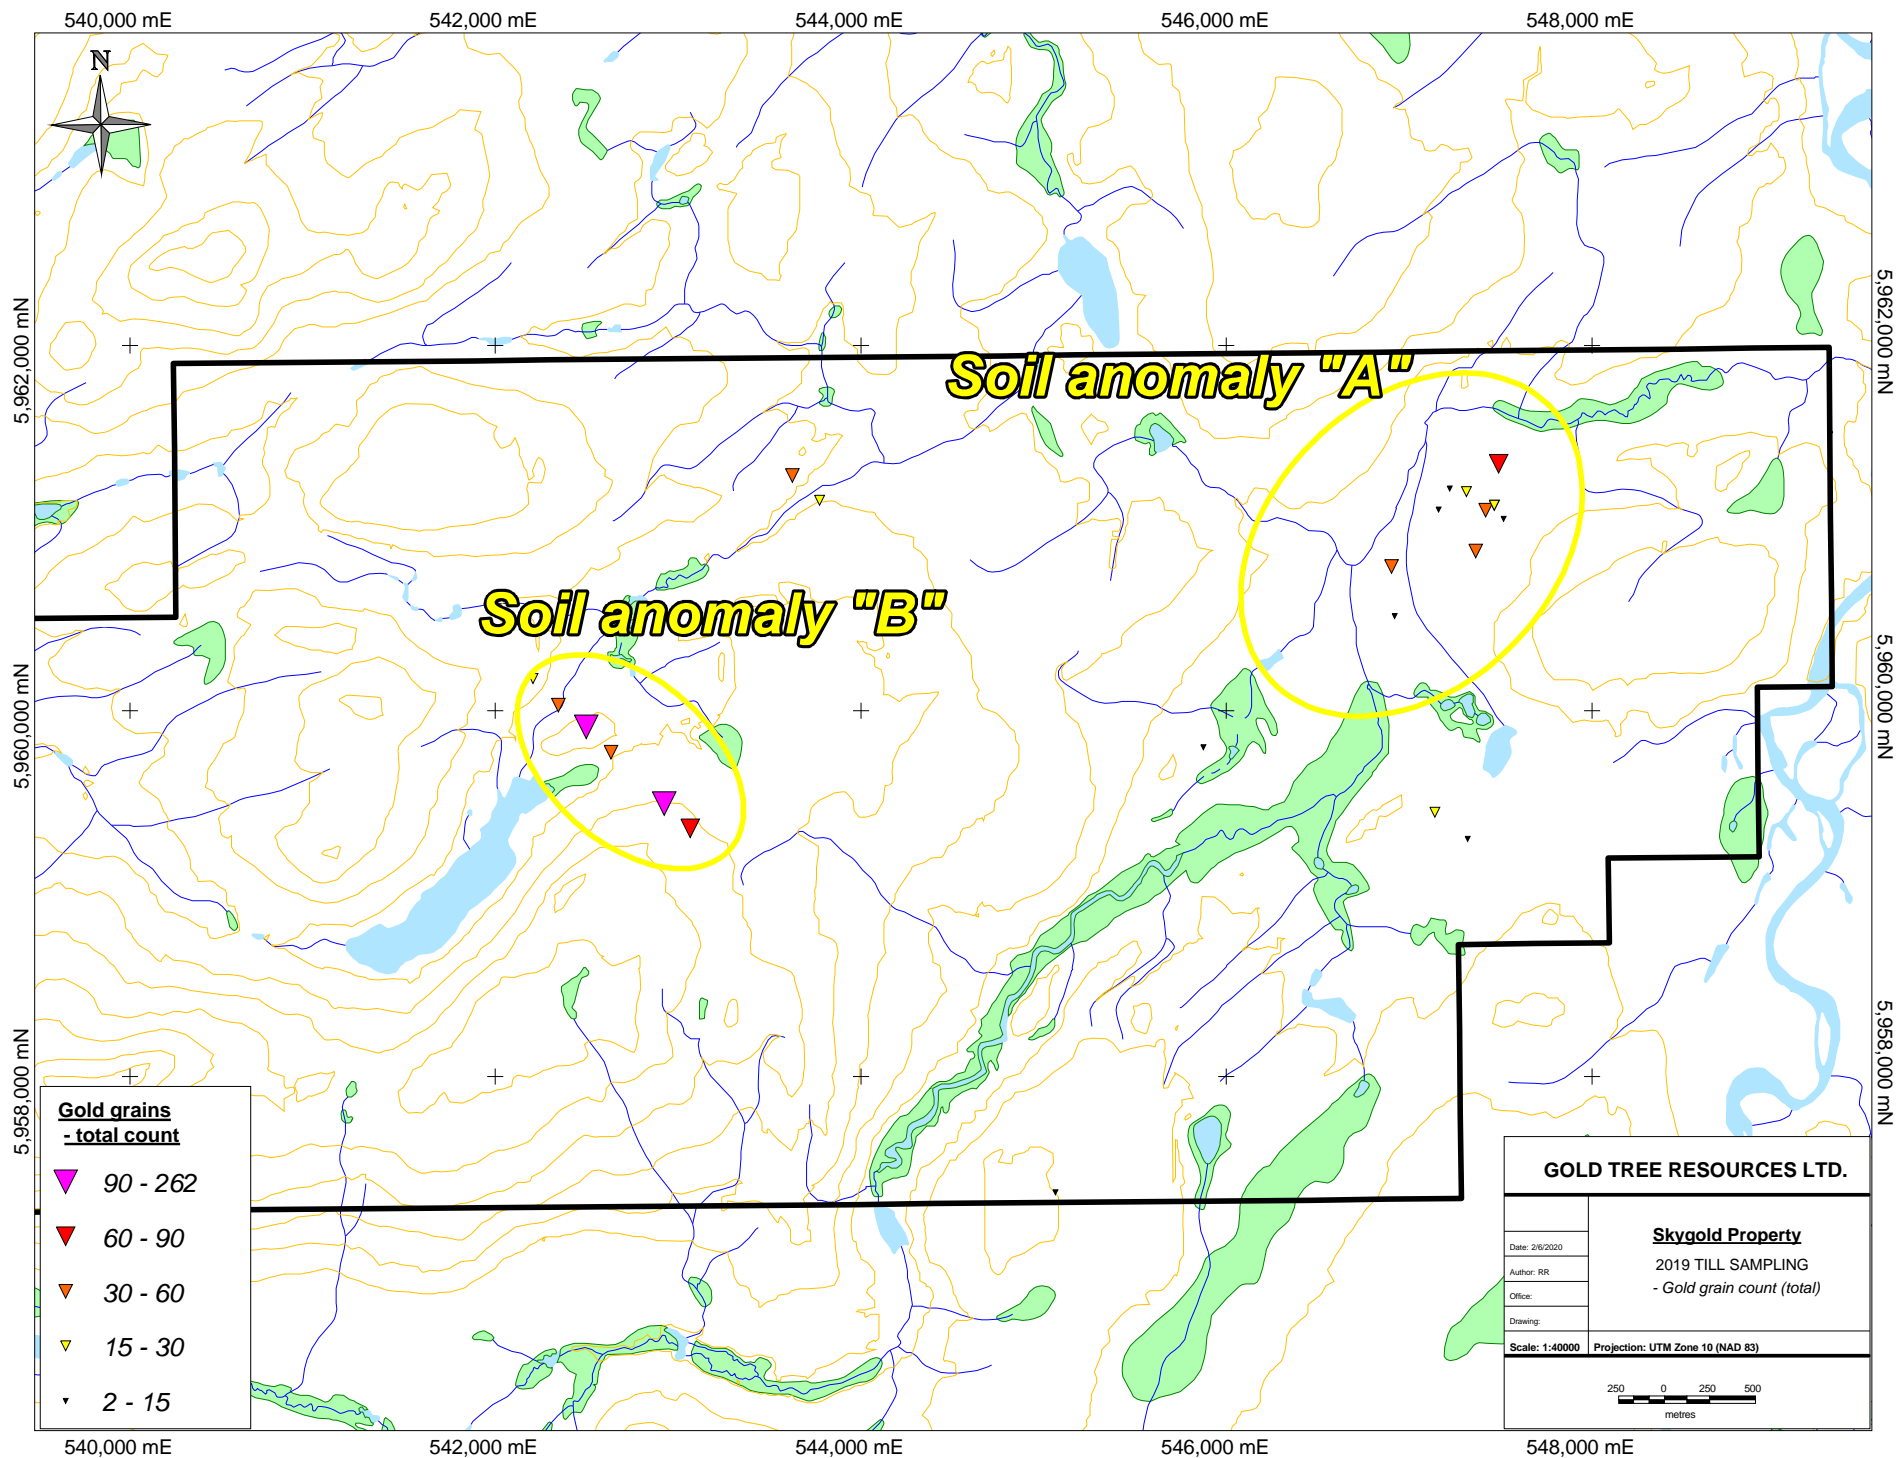 540,000 mE 542,000 mE 544,000 mE 546,000 mE 548,000 mE
N
5,962,000 mN
5,962,000 mN
Soil anomaly "A"
Soil anomaly "B"
5,960,000 mN
5,960,000 mN
5,958,000 mN
5,958,000 mN
Gold grains
- total count
90 - 262
60 - 90
30 - 60
15 - 30
2 - 15
GOLD TREE RESOURCES LTD.
Skygold Property
2019 TILL SAMPLING
- Gold grain count (total)
Date: 2/6/2020
Author: RR
Office:
Drawing:
Scale: 1:40000 Projection: UTM Zone 10 (NAD 83)
250 0 250 500
metres
540,000 mE 542,000 mE 544,000 mE 546,000 mE 548,000 mE